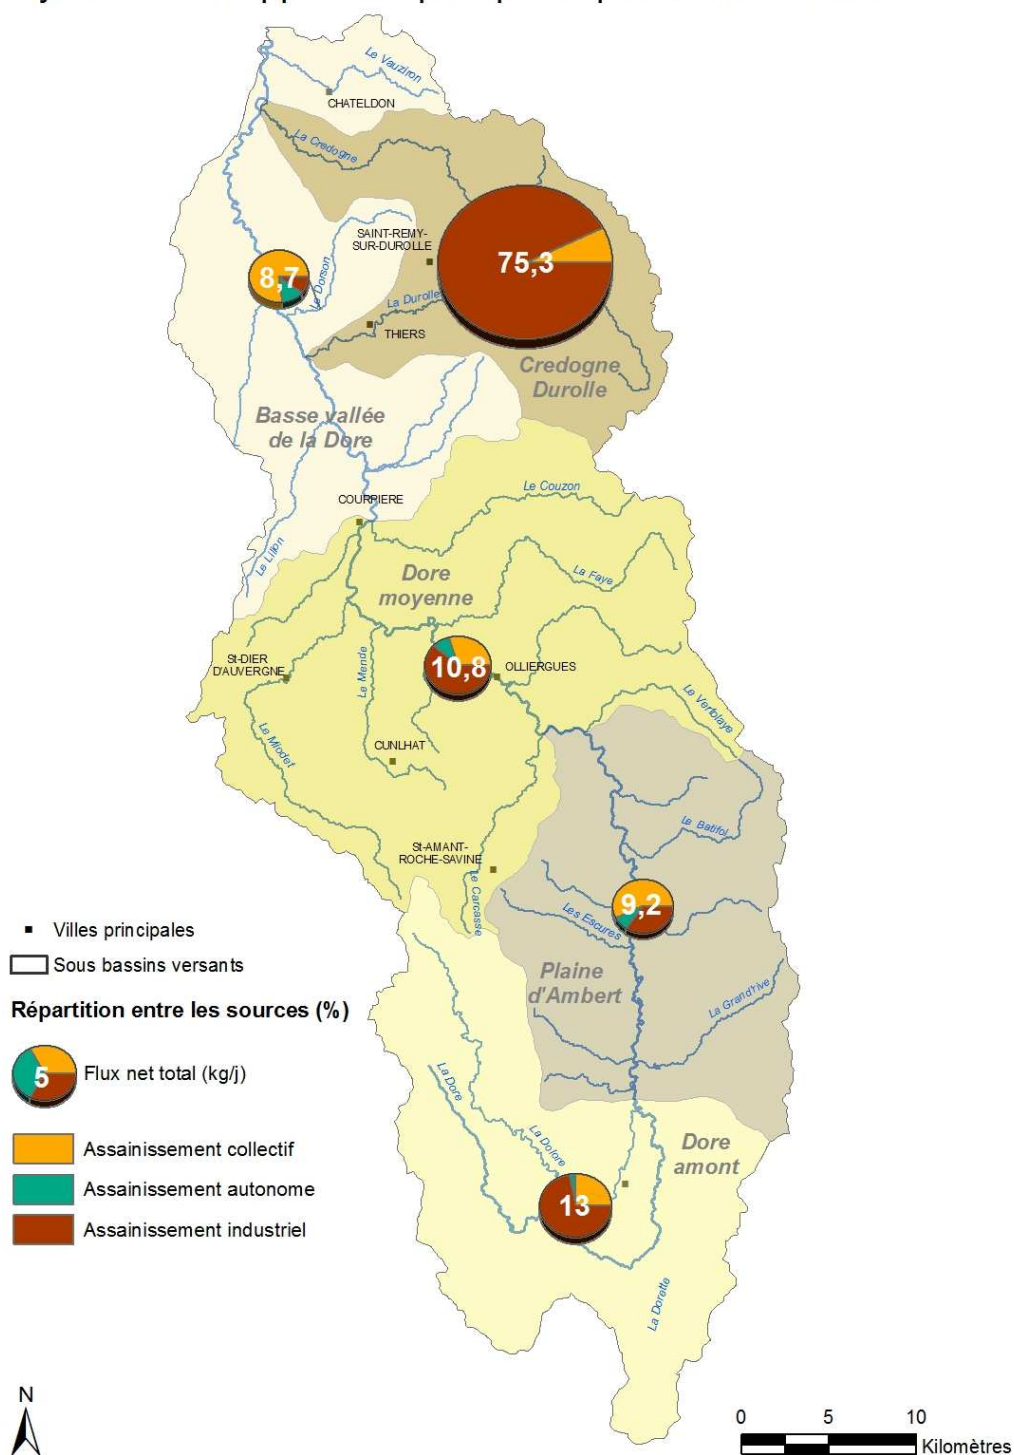 Le Vauziron
CHATELDON
La Credogne
SAINT-REMY-
SUR-DUROLLE
75,3
8,7
Le Dorson
La Durolle
THIERS
Credogne
Durolle
Basse vallée
de la Dore
COURPIERE
Le Couzon
Le Lilion
Dore
moyenne
La Faye
St-DIER
D'AUVERGNE
Le Mende
10,8
OLLIERGUES
Le Vertolaye
Le Miodet
CUNLHAT
Le Batifol
St-AMANT-
ROCHE-SAVINE
Le Carcasse
9,2
Les Escures
Plaine
d'Ambert
La Grand'rive
Villes principales
Sous bassins versants
Répartition entre les sources (%)
5
Flux net total (kg/j)
Assainissement collectif
Assainissement autonome
Assainissement industriel
La Dore
La Dolore
Dore
amont
13
La Dorette
N
0 5 10
Kilomètres